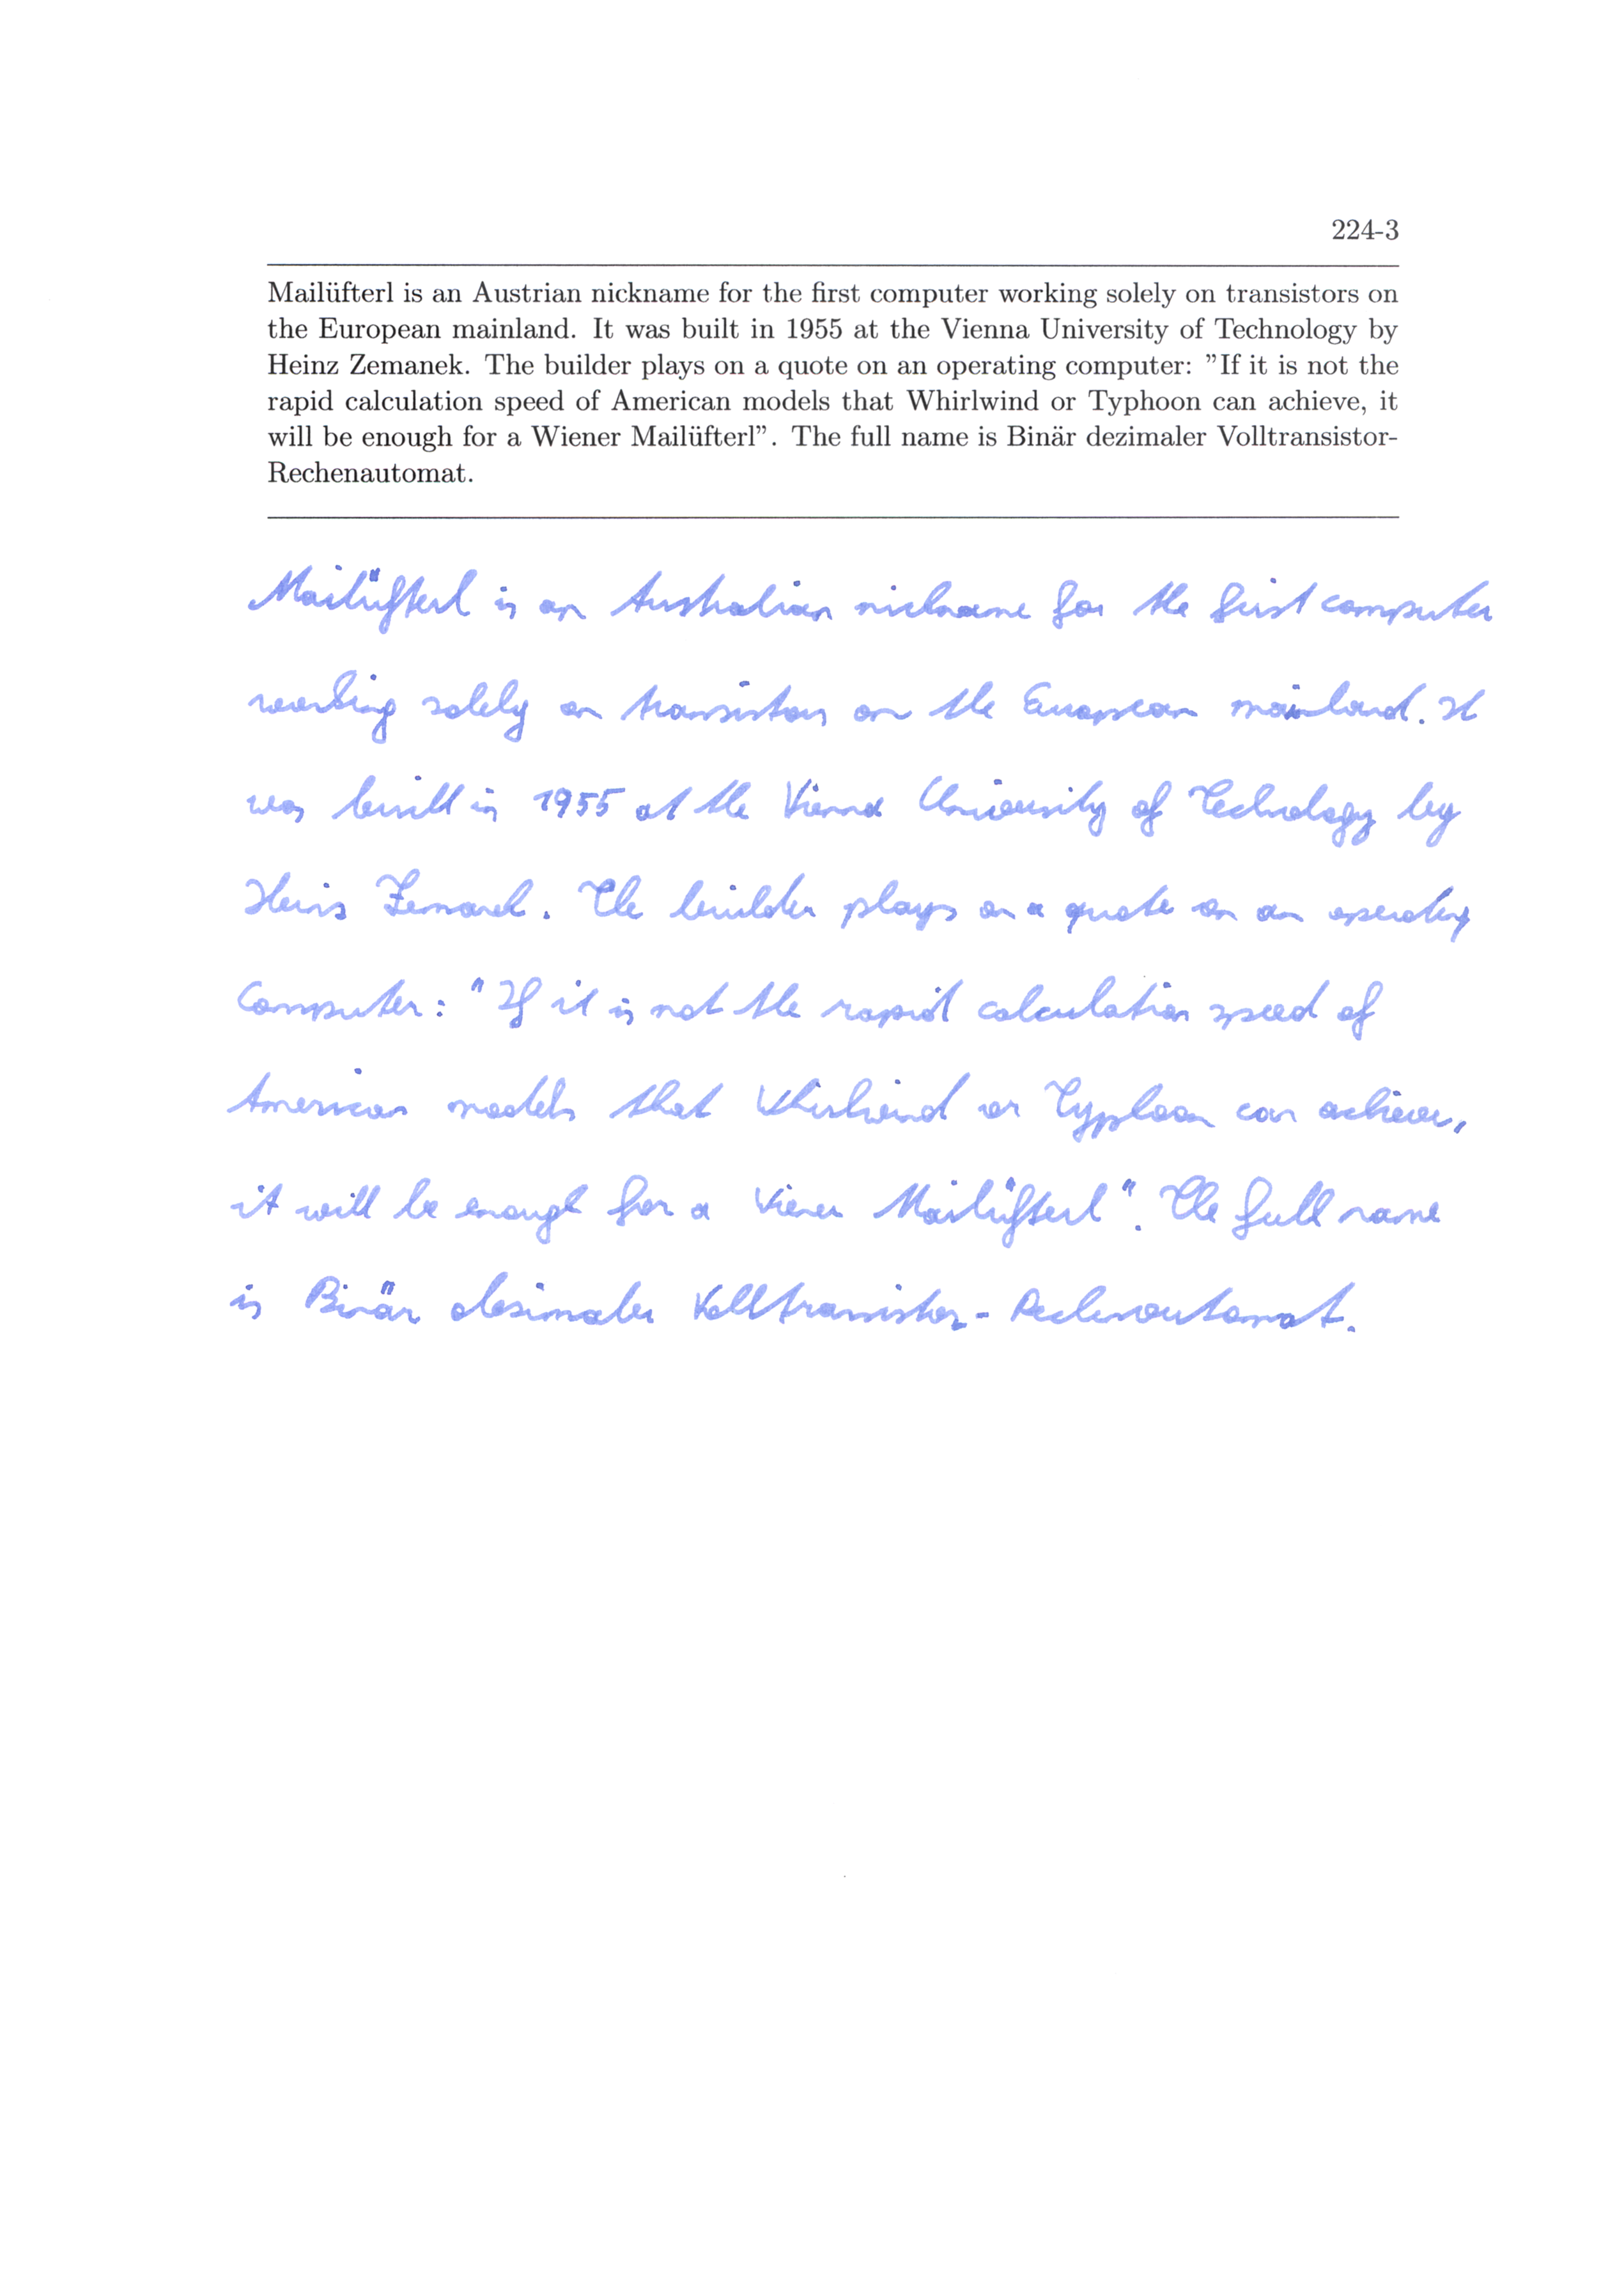 224-3
Mailüfterl is an Austrian nickname for the first computer working solely on transistors on
the European mainland. It was built in 1955 at the Vienna University of Technology by
Heinz Zemanek. The builder plays on a quote on an operating computer: ”If it is not the
rapid calculation speed of American models that Whirlwind or Typhoon can achieve, it
will be enough for a Wiener Mailüfterl”. The full name is Binär dezimaler Volltransistor-
Rechenautomat.
Mailüfterl is an Australian nickname for the first computer
working solely on transistors on the European mainland. It
was built in 1955 at the Vienna University of Technology by
Heinz Zemanek. The builder plays on a quote on an operating
Computer: "If it is not the rapid calculation speed of
American models that Whirlwind or Typhoon can achieve,
it will be enough for a Wiener Mailüfterl". The full name
is Binär dezimaler Volltransistor-Rechenautomat.